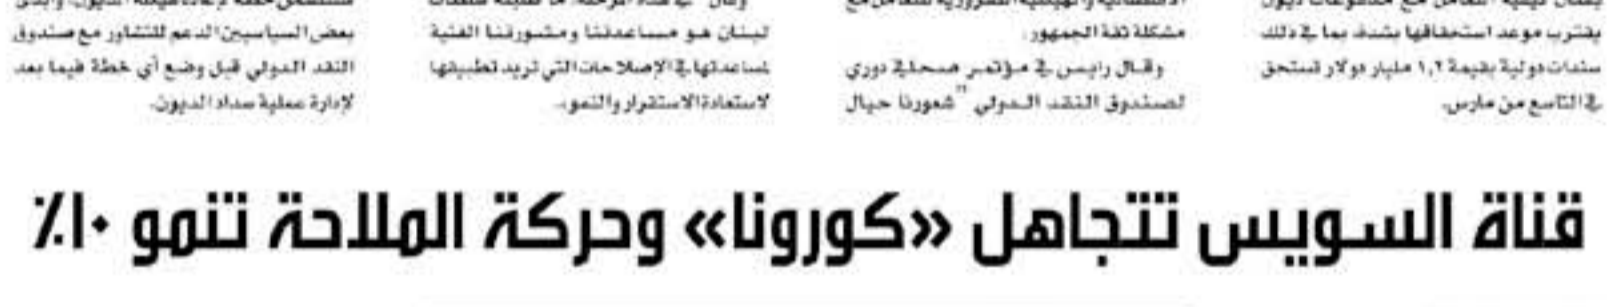 يقترب موعد استحقاقها بشدة، بما في ذلك
سندات دولية بقيمة ١,٢ مليار دولار تستحق
في التاسع من مارس.
مشكلة ثقة الجمهور.
وقال رايس في مؤتمر صحفي دوري
لصندوق النقد الدولي "شعورنا حيال
لبنان هو مساعدتنا ومشورتنا الفنية
لمساعدتها في الإصلاحات التي تريد تطبيقها
لاستعادة الاستقرار والنمو".
بعض السياسيين الدعم للتشاور مع صندوق
النقد الدولي قبل وضع أي خطة فيما بعد
لإدارة عملية سداد الديون.
قناة السويس تتجاهل «كورونا» وحركة الملاحة تنمو ١٠٪